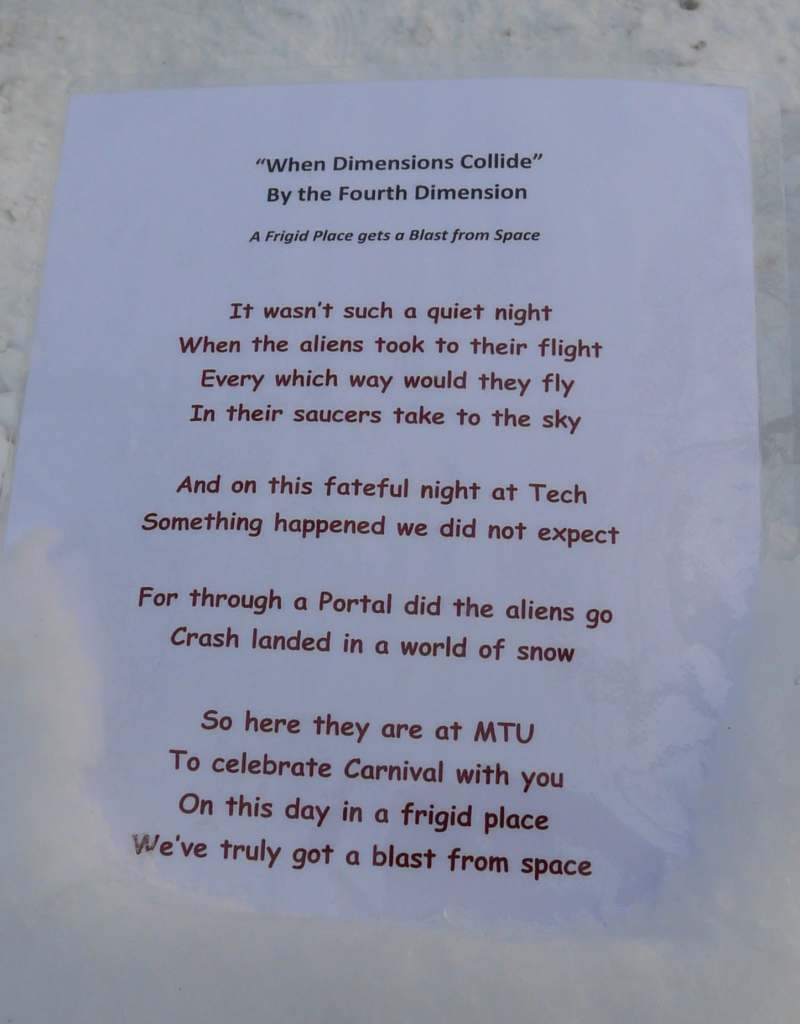 “When Dimensions Collide”
By the Fourth Dimension
A Frigid Place gets a Blast from Space
It wasn't such a quiet night
When the aliens took to their flight
Every which way would they fly
In their saucers take to the sky
And on this fateful night at Tech
Something happened we did not expect
For through a Portal did the aliens go
Crash landed in a world of snow
So here they are at MTU
To celebrate Carnival with you
On this day in a frigid place
We've truly got a blast from space